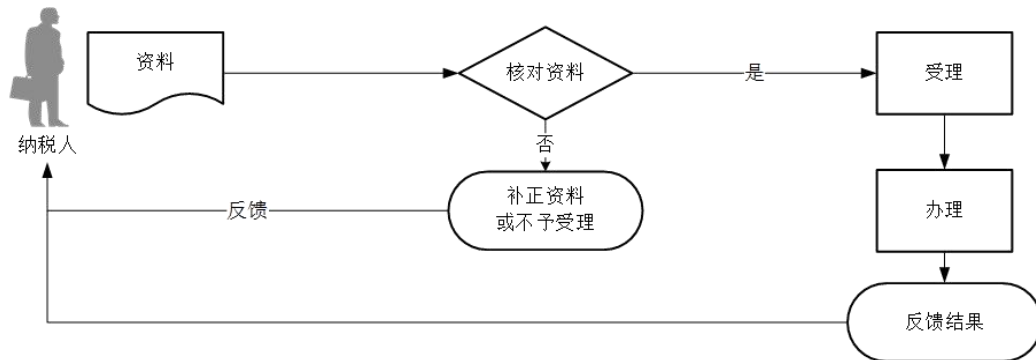 资料
核对资料
是
受理
纳税人
否
补正资料
或不予受理
反馈
办理
反馈结果